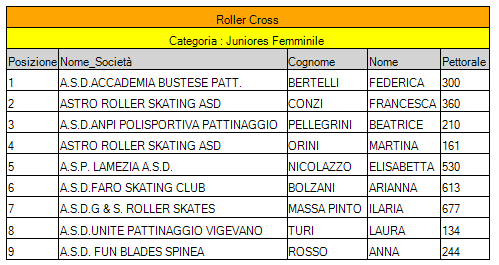 Roller Cross
Categoria : Juniores Femminile
Posizione Nome_Società Cognome Nome Pettorale
1 A.S.D.ACCADEMIA BUSTESE PATT. BERTELLI FEDERICA 300
2 ASTRO ROLLER SKATING ASD CONZI FRANCESCA 360
3 A.S.D.ANPI POLISPORTIVA PATTINAGGIO PELLEGRINI BEATRICE 210
4 ASTRO ROLLER SKATING ASD ORINI MARTINA 161
5 A.S.P. LAMEZIA A.S.D. NICOLAZZO ELISABETTA 530
6 A.S.D.FARO SKATING CLUB BOLZANI ARIANNA 613
7 A.S.D.G & S. ROLLER SKATES MASSA PINTO ILARIA 677
8 A.S.D.UNITE PATTINAGGIO VIGEVANO TURI LAURA 134
9 A.S.D. FUN BLADES SPINEA ROSSO ANNA 244